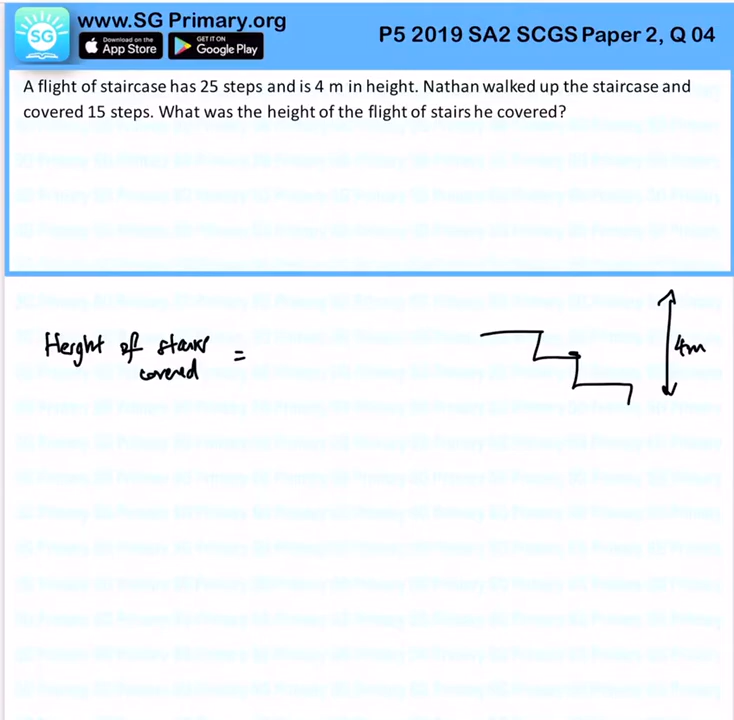 www.SG Primary.org
SG
Download on the
App Store
GET IT ON
Google Play
P5 2019 SA2 SCGS Paper 2, Q 04
A flight of staircase has 25 steps and is 4 m in height. Nathan walked up the staircase and
covered 15 steps. What was the height of the flight of stairs he covered?
Height of stairs
covered =
4m